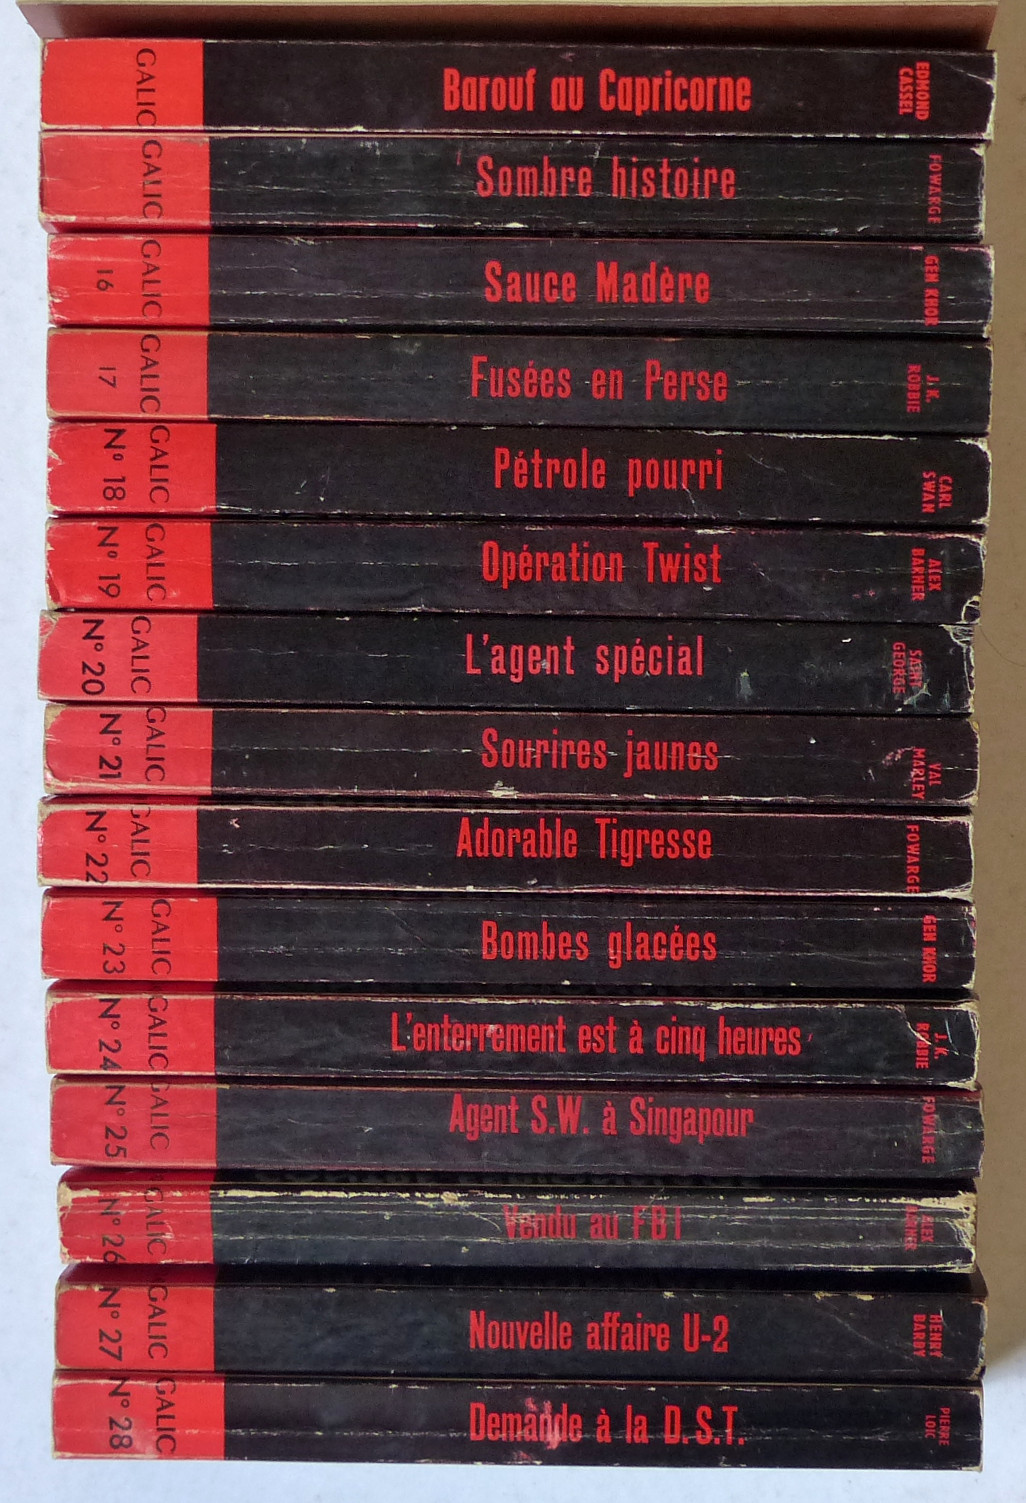 GALIC
Barouf au Capricorne
EDMOND
CASSEL
GALIC
Sombre histoire
FOWARGE
16
GALIC
Sauce Madère
GEN KHOR
17
GALIC
Fusées en Perse
J. K.
ROBBIE
N° 18
GALIC
Pétrole pourri
CARL
SWAN
N° 19
GALIC
Opération Twist
ALEX
BARNER
N° 20
GALIC
L'agent spécial
SAINT
GEORGE
N° 21
GALIC
Sourires jaunes
VAL
MARLEY
N° 22
GALIC
Adorable Tigresse
FOWARGE
N° 23
GALIC
Bombes glacées
GEN KHOR
N° 24
GALIC
L'enterrement est à cinq heures
J. K.
ROBBIE
N° 25
GALIC
Agent S.W. à Singapour
FOWARGE
N° 26
GALIC
Vendu au FBI
ALEX
BARNER
N° 27
GALIC
Nouvelle affaire U-2
HENRY
BARBY
N° 28
GALIC
Demande à la D.S.T.
PIERRE
LOIC